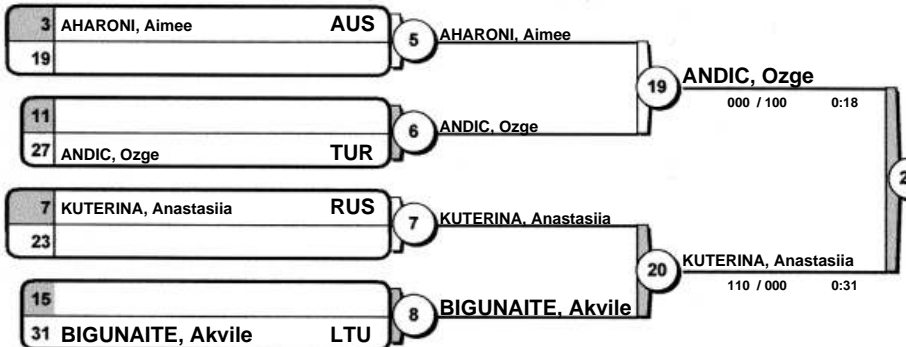 3 AHARONI, Aimee AUS
19
5 AHARONI, Aimee
11
27 ANDIC, Ozge TUR
6 ANDIC, Ozge
19 ANDIC, Ozge
000 / 100 0:18
7 KUTERINA, Anastasiia RUS
23
7 KUTERINA, Anastasiia
15
31 BIGUNAITE, Akvile LTU
8 BIGUNAITE, Akvile
20 KUTERINA, Anastasiia
110 / 000 0:31